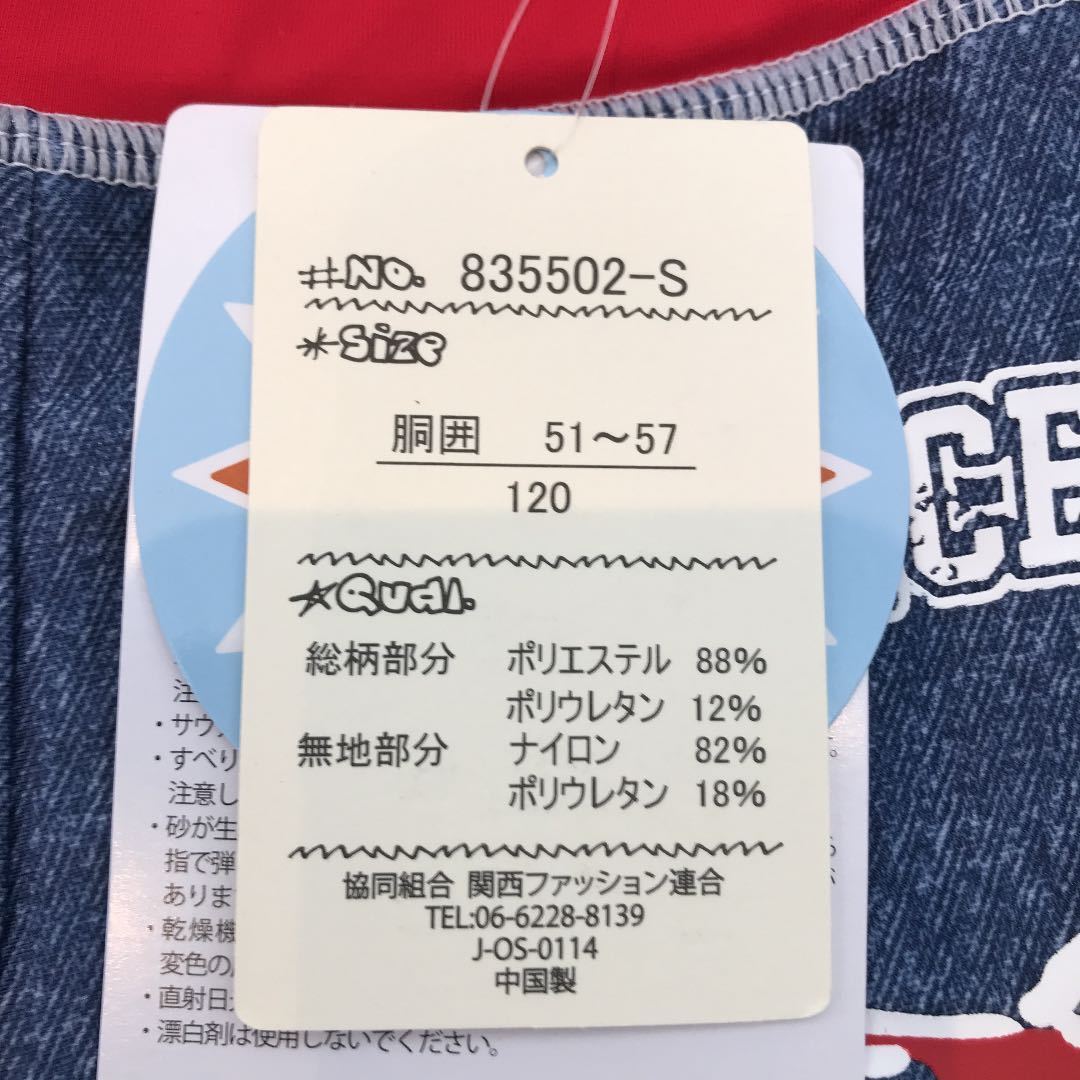 #No. 835502-S
*Size
胴囲 51～57
120
★Qual.
総柄部分 ポリエステル 88%
ポリウレタン 12%
無地部分 ナイロン 82%
ポリウレタン 18%
協同組合 関西ファッション連合
TEL:06-6228-8139
J-OS-0114
中国製
CE
注
・サウ
・すべり
注意し
・砂が生
指で弾
ありま
・乾燥機
変色の
・直射日
・漂白剤は使用しないでください。